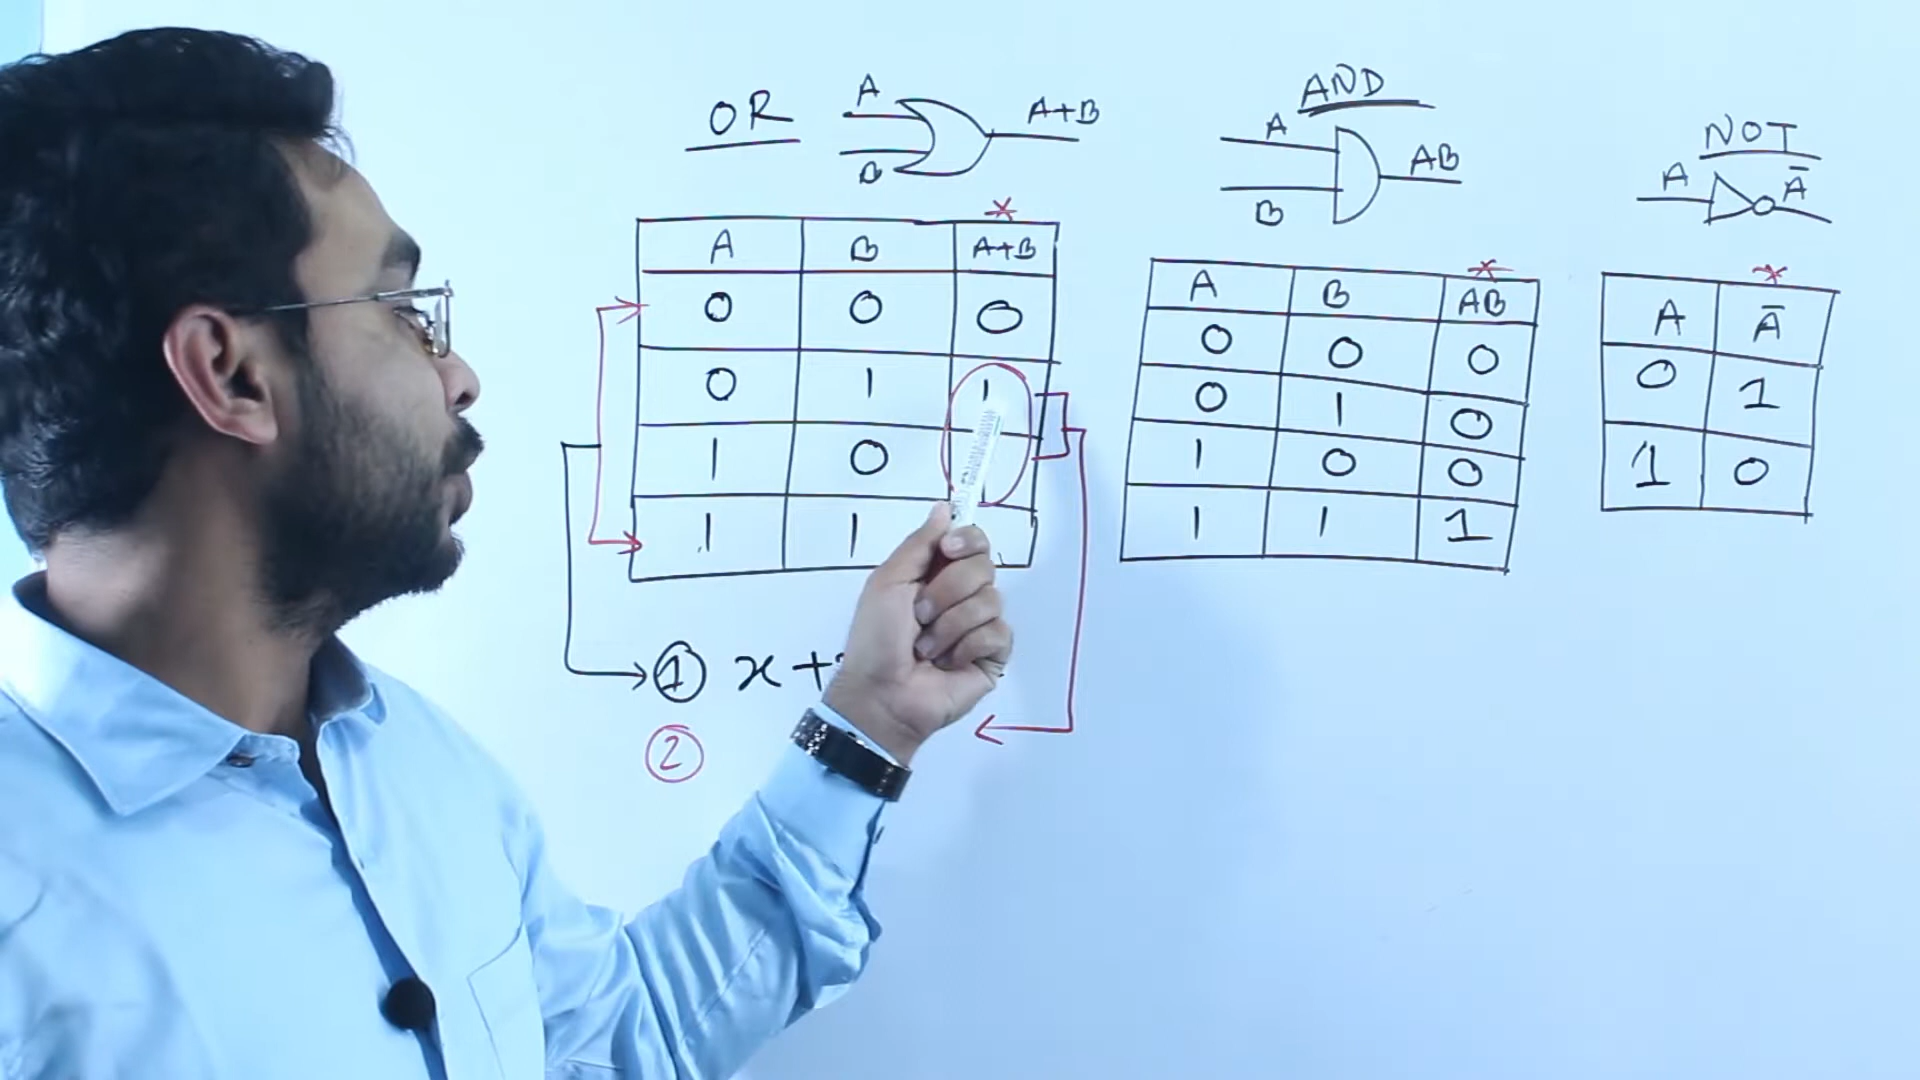 OR
A
B
A+B
A B A+B
0 0 0
0 1 1
1 0
1 1
① x +
②
AND
A
B
AB
A B AB
0 0 0
0 1 0
1 0 0
1 1 1
NOT
A
Ā
A Ā
0 1
1 0